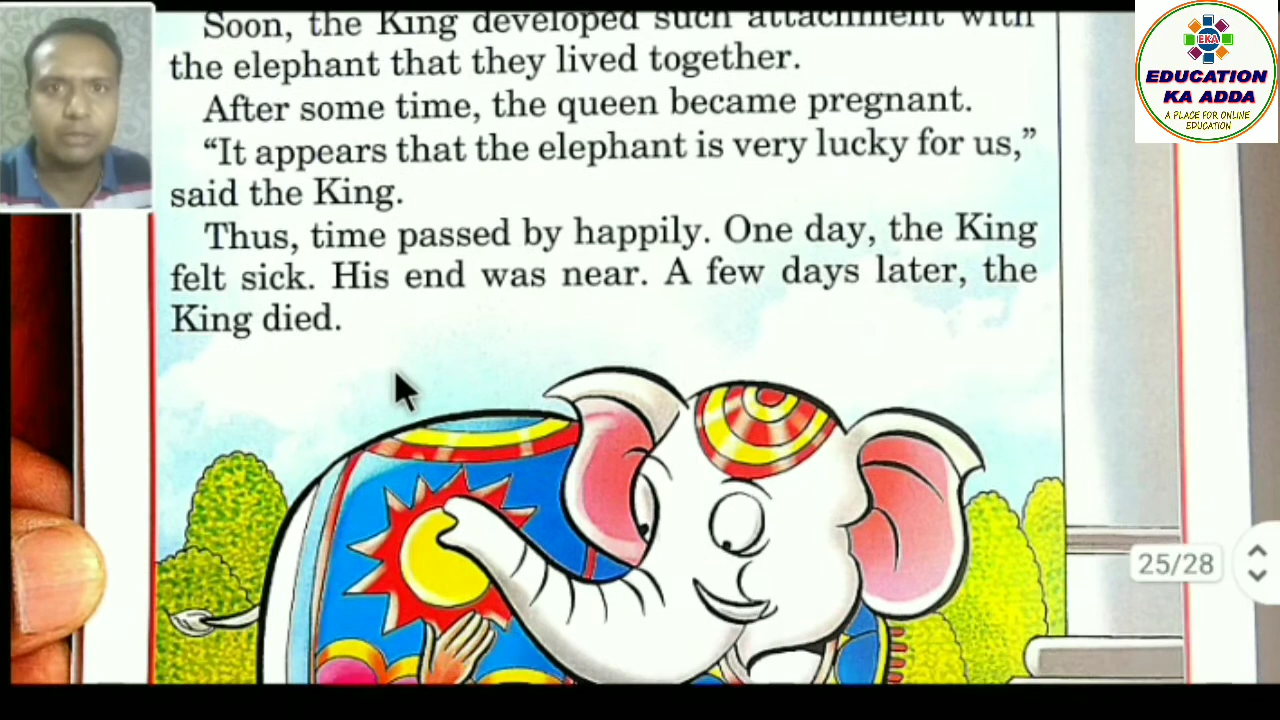 Soon, the King developed such attachment with
the elephant that they lived together.
After some time, the queen became pregnant.
“It appears that the elephant is very lucky for us,”
said the King.
Thus, time passed by happily. One day, the King
felt sick. His end was near. A few days later, the
King died.
EKA
EDUCATION
KA ADDA
A PLACE FOR ONLINE
EDUCATION
25/28